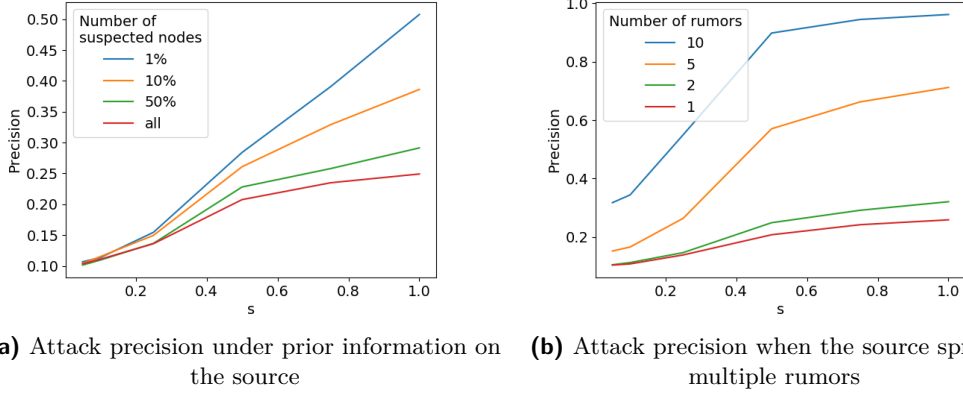 0.50
0.45
0.40
0.35
0.30
0.25
0.20
0.15
0.10
Precision
Number of
suspected nodes
1%
10%
50%
all
0.2
0.4
0.6
0.8
1.0
s
1.0
0.8
0.6
0.4
0.2
Precision
Number of rumors
10
5
2
1
0.2
0.4
0.6
0.8
1.0
s
a) Attack precision under prior information on
the source
(b) Attack precision when the source
multiple rumors